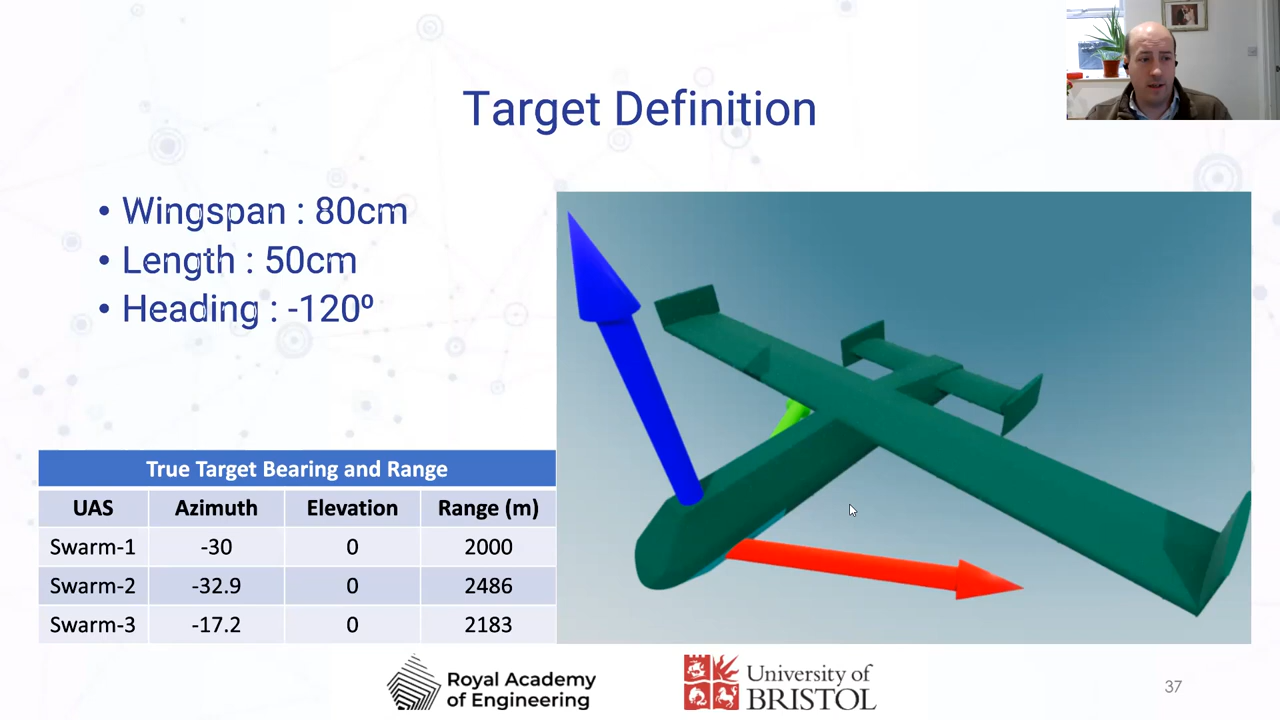 Target Definition
• Wingspan : 80cm
• Length : 50cm
• Heading : -120º
True Target Bearing and Range
UAS Azimuth Elevation Range (m)
Swarm-1 -30 0 2000
Swarm-2 -32.9 0 2486
Swarm-3 -17.2 0 2183
Royal Academy
of Engineering
University of
BRISTOL
37